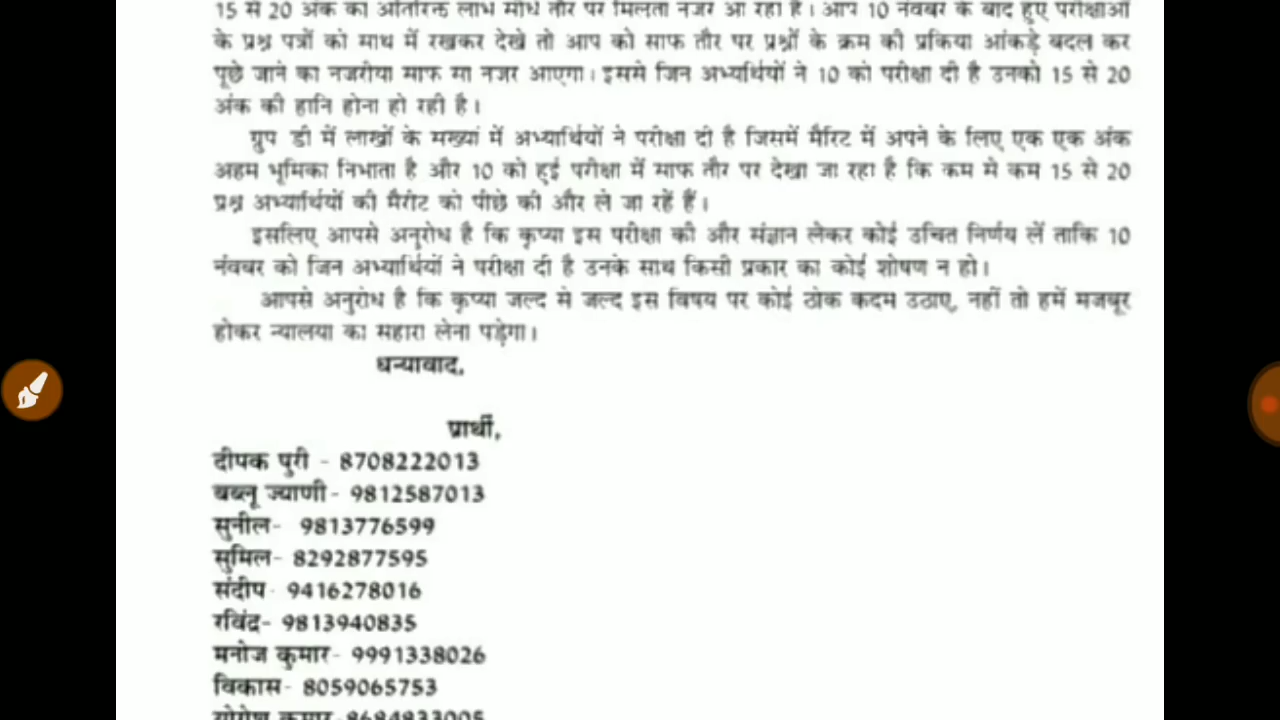 15 से 20 अंक का अतिरिक्त लाभ सीधे तौर पर मिलता नजर आ रहा है। आप 10 नवंबर के बाद हुए परीक्षाओं
के प्रश्न पत्रों को साथ में रखकर देखे तो आप को साफ तौर पर प्रश्नों के क्रम की प्रकिया आंकड़े बदल कर
पूछे जाने का नजरीया साफ सा नजर आएगा। इससे जिन अभ्यर्थियों ने 10 को परीक्षा दी है उनको 15 से 20
अंक की हानि होना हो रही है।
ग्रुप डी में लाखों के सख्यां में अभ्यार्थियों ने परीक्षा दी है जिसमें मैरिट में अपने के लिए एक एक अंक
अहम भूमिका निभाता है और 10 को हुई परीक्षा में साफ तौर पर देखा जा रहा है कि कम से कम 15 से 20
प्रश्न अभ्यार्थियों की मैरीट को पीछे की और ले जा रहें हैं।
इसलिए आपसे अनुरोध है कि कृप्या इस परीक्षा की और संज्ञान लेकर कोई उचित निर्णय लें ताकि 10
नंवबर को जिन अभ्यार्थियों ने परीक्षा दी है उनके साथ किसी प्रकार का कोई शोषण न हो।
आपसे अनुरोध है कि कृप्या जल्द से जल्द इस विषय पर कोई ठोक कदम उठाए, नहीं तो हमें मजबूर
होकर न्यालया का सहारा लेना पड़ेगा।
धन्यावाद,
प्रार्थी,
दीपक पुरी - 8708222013
बब्लू ज्याणी- 9812587013
सुनील- 9813776599
सुमिल- 8292877595
संदीप- 9416278016
रविंद्र- 9813940835
मनोज कुमार- 9991338026
विकास- 8059065753
योगेश कुमार-8684833005